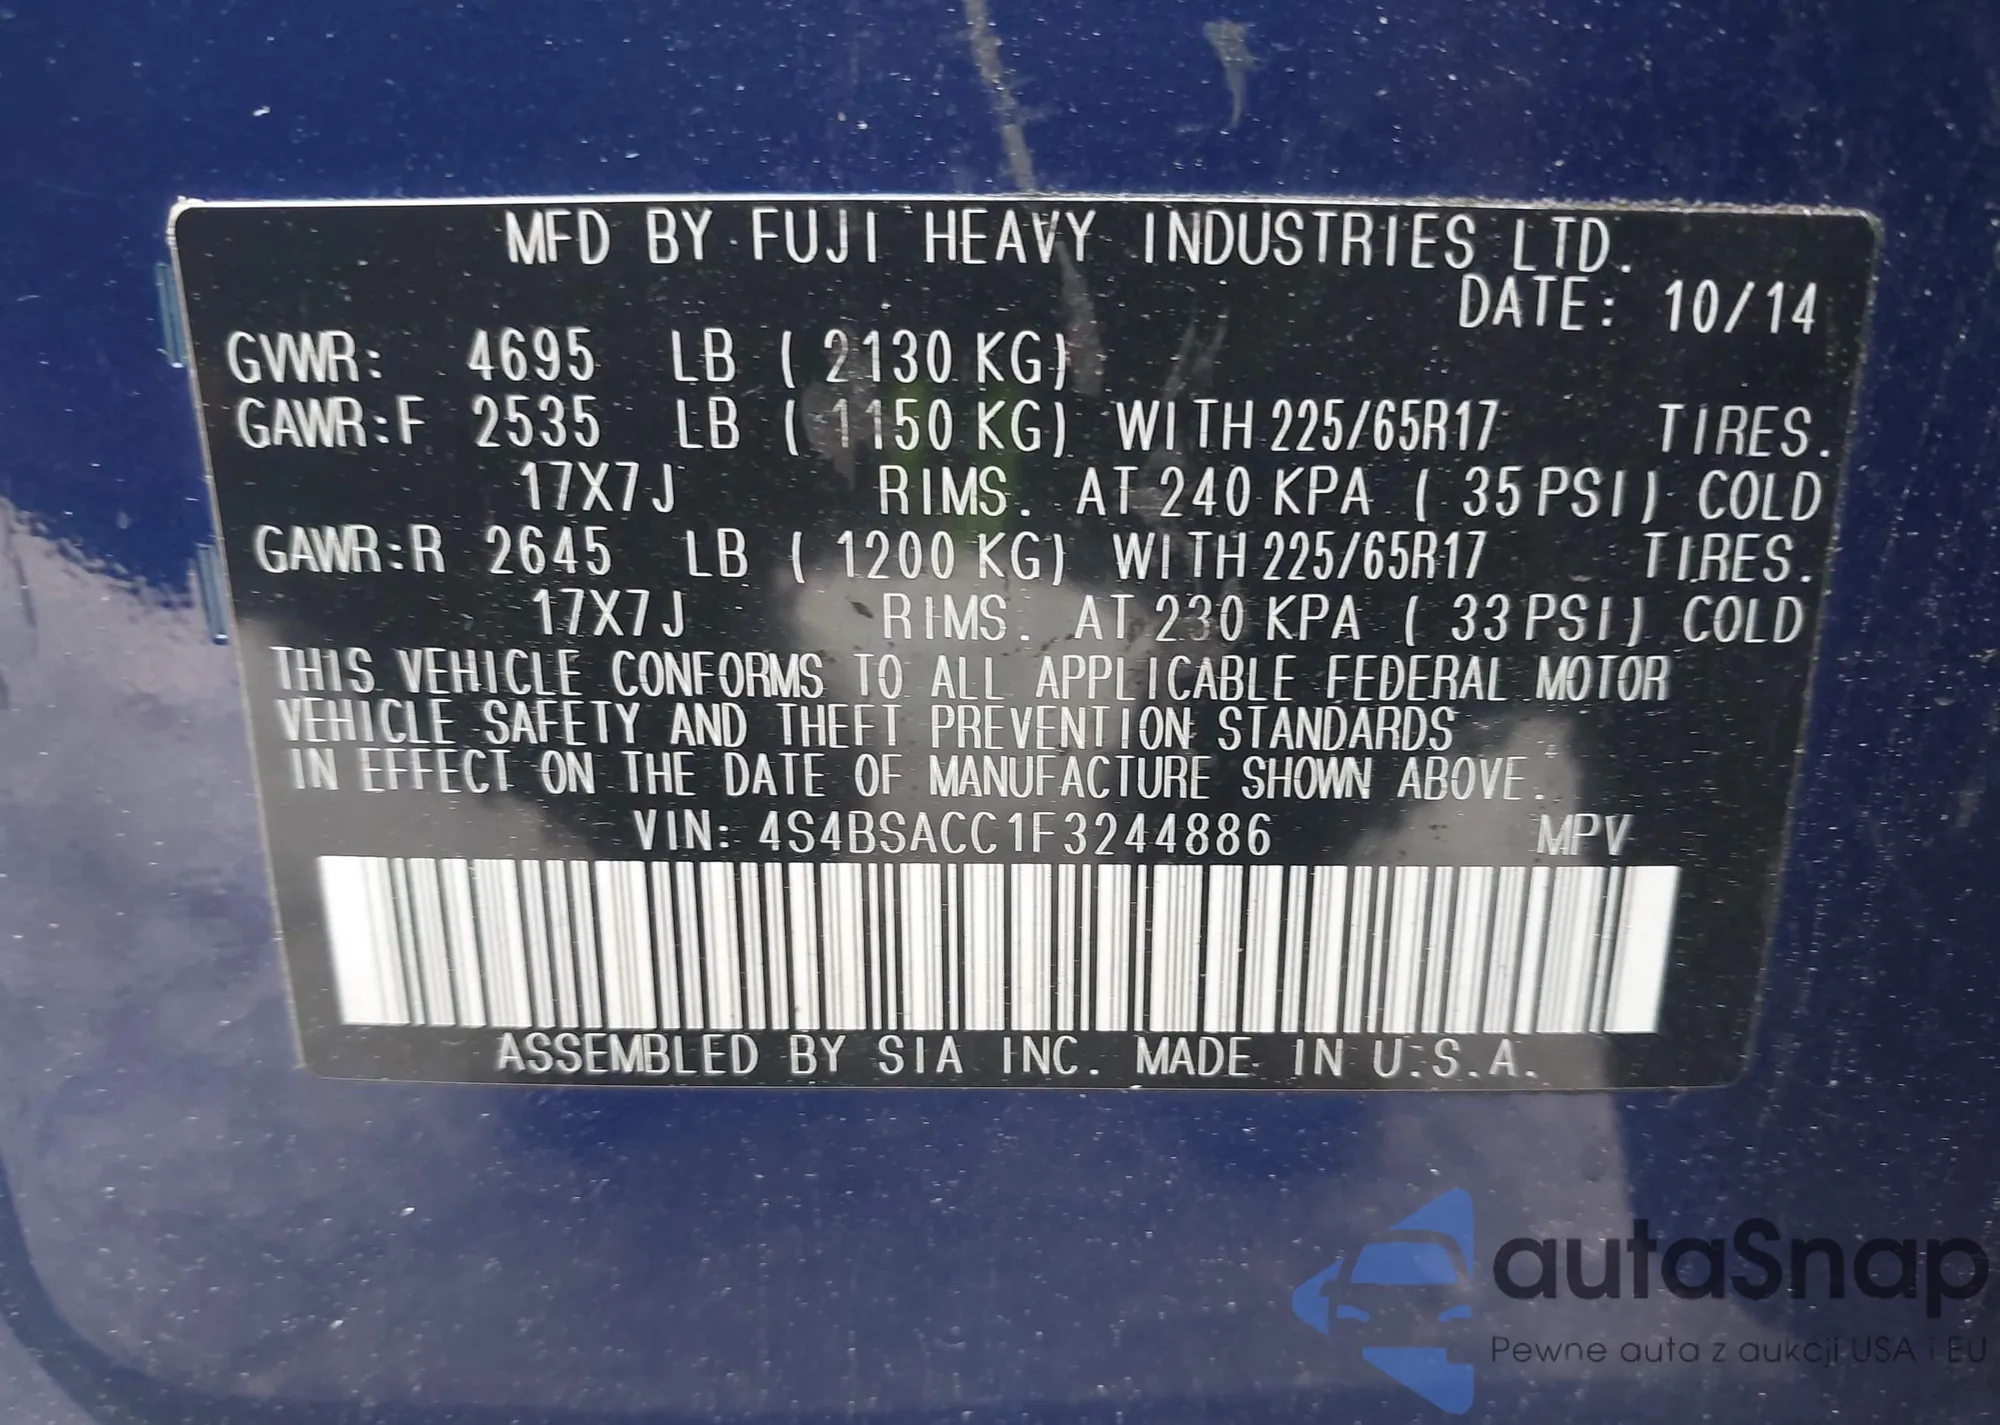 MFD BY FUJI HEAVY INDUSTRIES LTD.
DATE: 10/14
GVWR: 4695 LB ( 2130 KG)
GAWR:F 2535 LB ( 1150 KG) WITH 225/65R17 TIRES.
17X7J RIMS. AT 240 KPA ( 35 PSI) COLD
GAWR:R 2645 LB ( 1200 KG) WITH 225/65R17 TIRES.
17X7J RIMS. AT 230 KPA ( 33 PSI) COLD
THIS VEHICLE CONFORMS TO ALL APPLICABLE FEDERAL MOTOR
VEHICLE SAFETY AND THEFT PREVENTION STANDARDS
IN EFFECT ON THE DATE OF MANUFACTURE SHOWN ABOVE.
VIN: 4S4BSACC1F3244886 MPV
ASSEMBLED BY SIA INC. MADE IN U.S.A.
autaSnap
Pewne auta z aukcji USA i EU